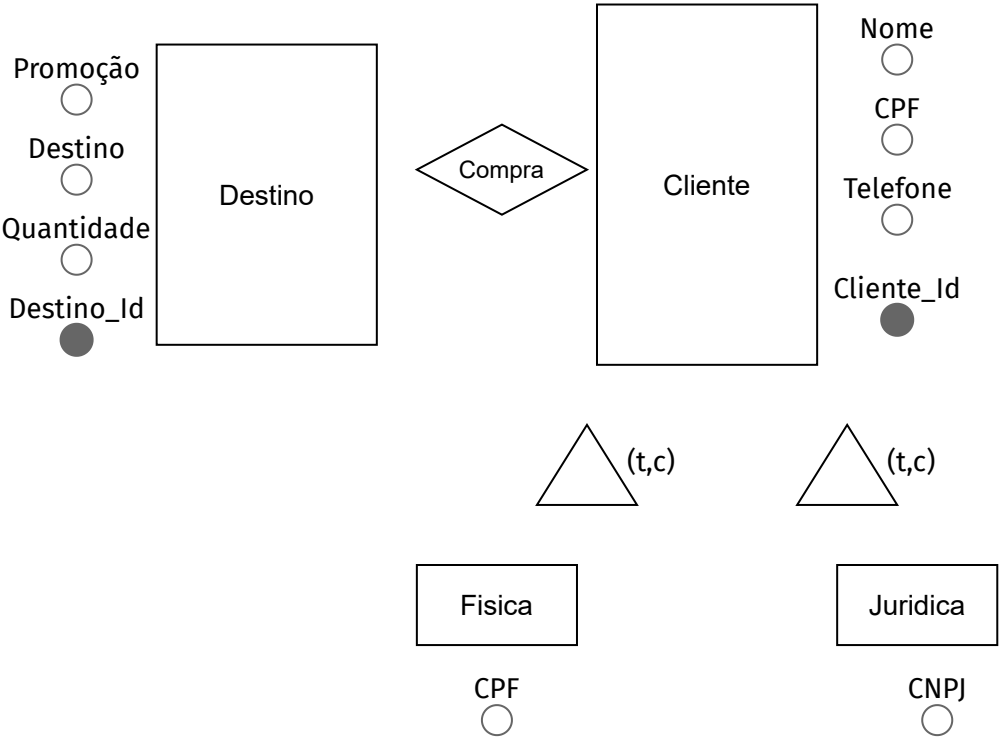 Promoção
Destino
Quantidade
Destino_Id
Destino
Compra
Cliente
Nome
CPF
Telefone
Cliente_Id
(t,c)
(t,c)
Fisica
Juridica
CPF
CNPJ